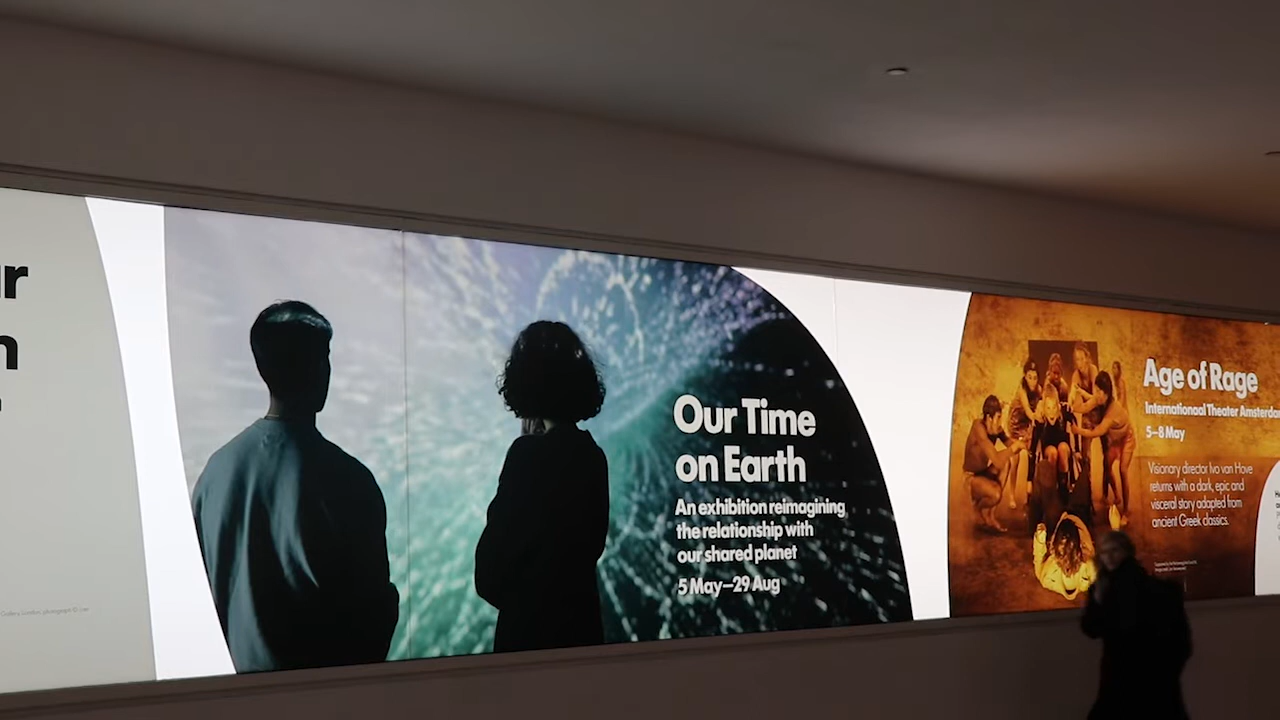 Our Time
on Earth
An exhibition reimagining
the relationship with
our shared planet
5 May–29 Aug
Age of Rage
Internationaal Theater Amsterda
5–8 May
Visionary director Ivo van Hove
returns with a dark, epic and
visceral story adapted from
ancient Greek classics.